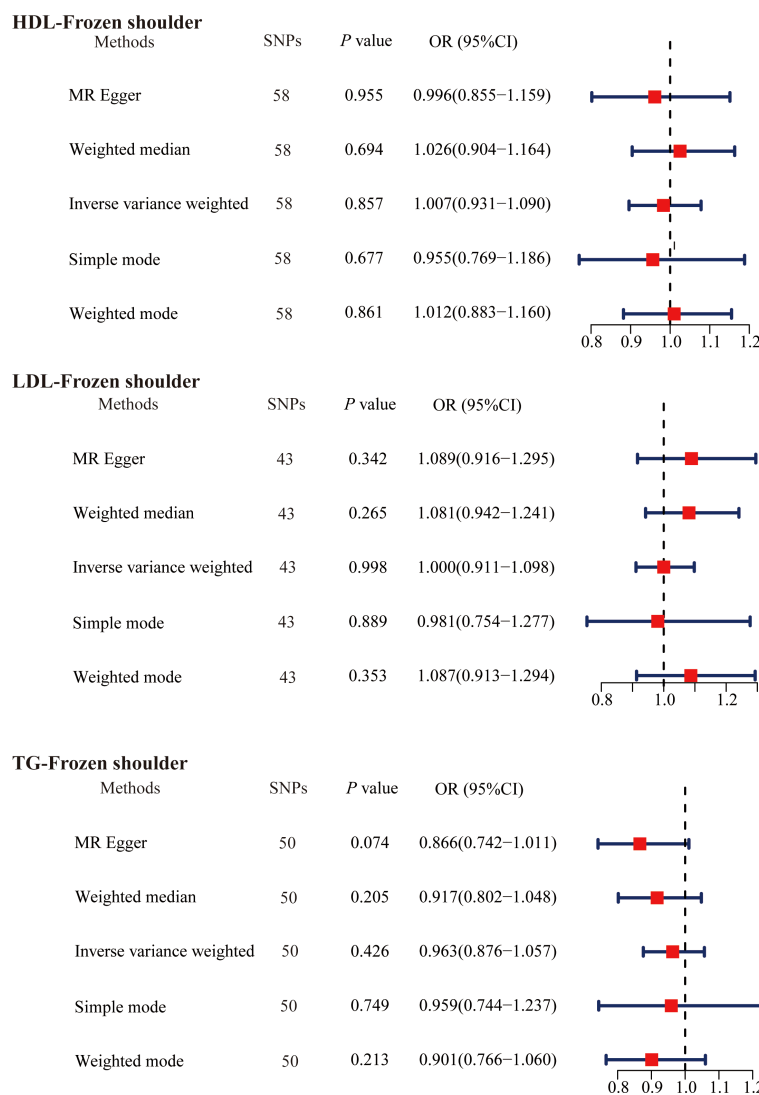 HDL-Frozen shoulder
Methods SNPs P value OR (95%CI)
MR Egger 58 0.955 0.996(0.855−1.159)
Weighted median 58 0.694 1.026(0.904−1.164)
Inverse variance weighted 58 0.857 1.007(0.931−1.090)
Simple mode 58 0.677 0.955(0.769−1.186)
Weighted mode 58 0.861 1.012(0.883−1.160)
0.8 0.9 1.0 1.1 1.2
LDL-Frozen shoulder
Methods SNPs P value OR (95%CI)
MR Egger 43 0.342 1.089(0.916−1.295)
Weighted median 43 0.265 1.081(0.942−1.241)
Inverse variance weighted 43 0.998 1.000(0.911−1.098)
Simple mode 43 0.889 0.981(0.754−1.277)
Weighted mode 43 0.353 1.087(0.913−1.294)
0.8 1.0 1.2
TG-Frozen shoulder
Methods SNPs P value OR (95%CI)
MR Egger 50 0.074 0.866(0.742−1.011)
Weighted median 50 0.205 0.917(0.802−1.048)
Inverse variance weighted 50 0.426 0.963(0.876−1.057)
Simple mode 50 0.749 0.959(0.744−1.237)
Weighted mode 50 0.213 0.901(0.766−1.060)
0.8 0.9 1.0 1.1 1.2